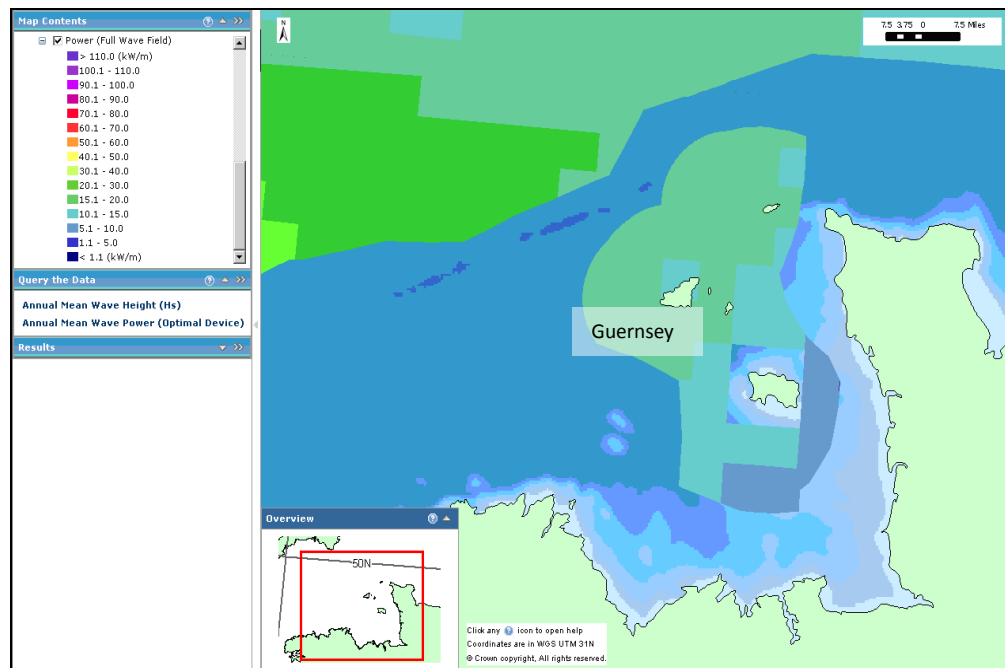 Map Contents
Power (Full Wave Field)
> 110.0 (kW/m)
100.1 - 110.0
90.1 - 100.0
80.1 - 90.0
70.1 - 80.0
60.1 - 70.0
50.1 - 60.0
40.1 - 50.0
30.1 - 40.0
20.1 - 30.0
15.1 - 20.0
10.1 - 15.0
5.1 - 10.0
1.1 - 5.0
< 1.1 (kW/m)
Query the Data
Annual Mean Wave Height (Hs)
Annual Mean Wave Power (Optimal Device)
Results
N
7.5 3.75 0 7.5 Miles
Guernsey
Overview
50N
Click any ? icon to open help
Coordinates are in WGS UTM 31N
© Crown copyright, All rights reserved.